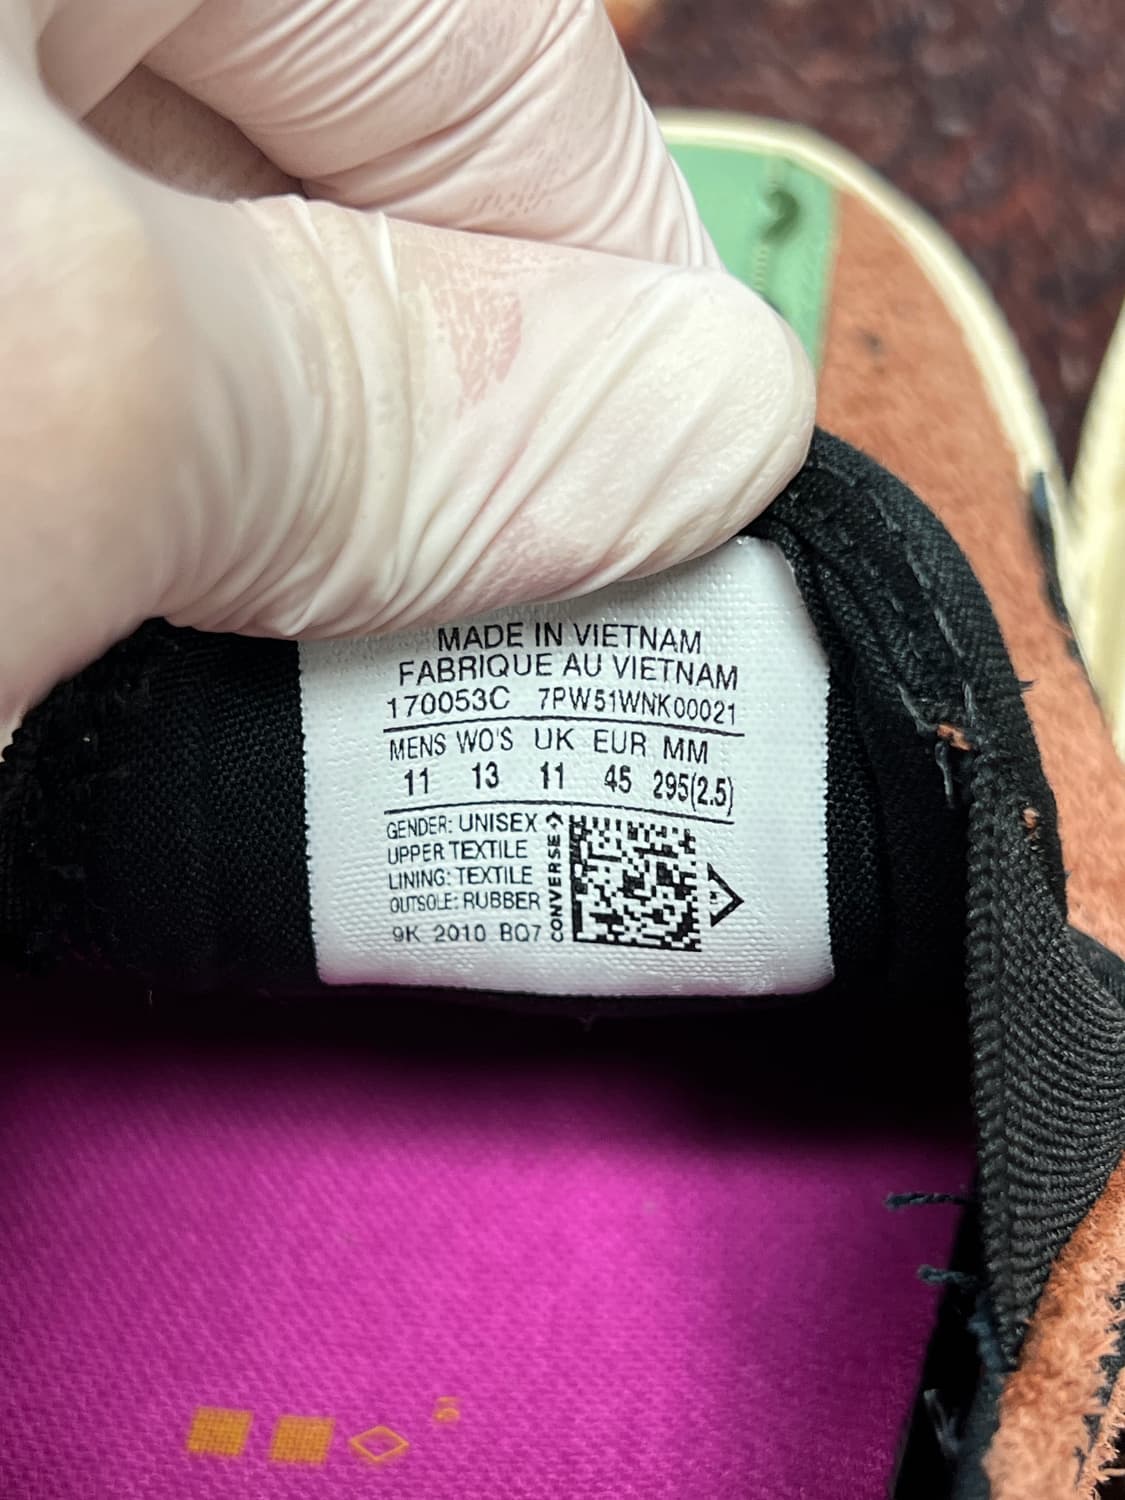 MADE IN VIETNAM
FABRIQUE AU VIETNAM
170053C 7PW51WNK00021
MENS WO'S UK EUR MM
11 13 11 45 295(2.5)
GENDER: UNISEX
UPPER TEXTILE
LINING: TEXTILE
OUTSOLE: RUBBER
9K 2010 BQ7
CONVERSE